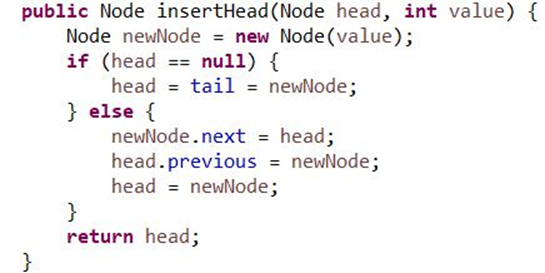 public Node insertHead(Node head, int value) {
    Node newNode = new Node(value);
    if (head == null) {
        head = tail = newNode;
    } else {
        newNode.next = head;
        head.previous = newNode;
        head = newNode;
    }
    return head;
}